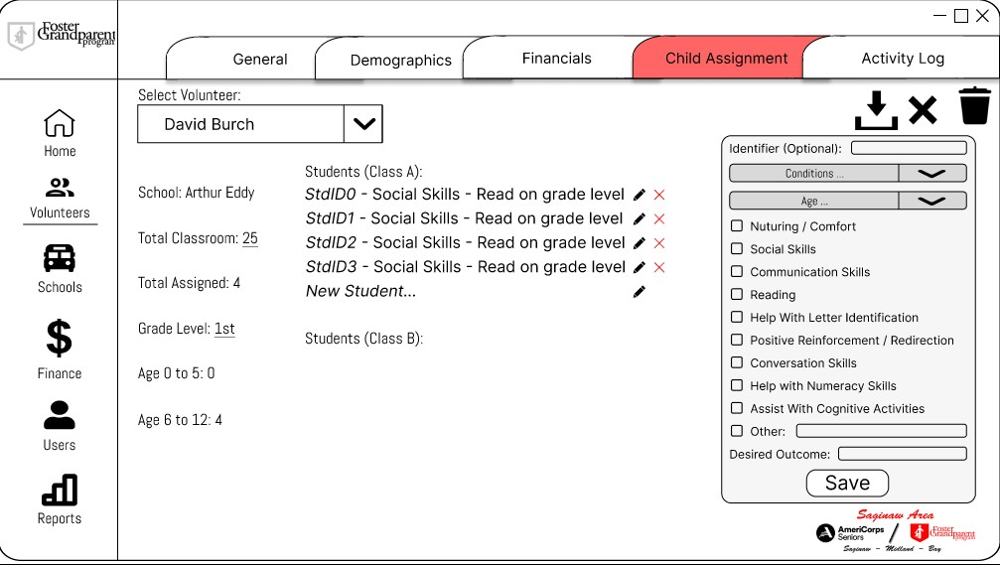 Foster
Grandparent
program
General
Demographics
Financials
Child Assignment
Activity Log
Home
Volunteers
Schools
Finance
Users
Reports
Select Volunteer:
David Burch
School: Arthur Eddy
Total Classroom: 25
Total Assigned: 4
Grade Level: 1st
Age 0 to 5: 0
Age 6 to 12: 4
Students (Class A):
StdID0 - Social Skills - Read on grade level
StdID1 - Social Skills - Read on grade level
StdID2 - Social Skills - Read on grade level
StdID3 - Social Skills - Read on grade level
New Student...
Students (Class B):
Identifier (Optional):
Conditions ...
Age ...
Nuturing / Comfort
Social Skills
Communication Skills
Reading
Help With Letter Identification
Positive Reinforcement / Redirection
Conversation Skills
Help with Numeracy Skills
Assist With Cognitive Activities
Other:
Desired Outcome:
Save
Saginaw Area
AmeriCorps
Seniors
/
Foster
Grandparent
program
Saginaw - Midland - Bay